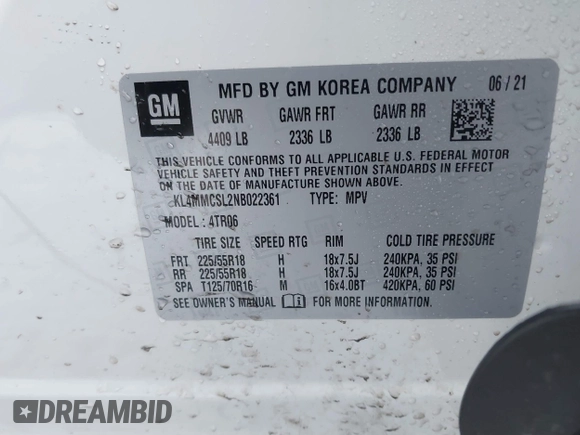 GM
MFD BY GM KOREA COMPANY 06/21
GVWR GAWR FRT GAWR RR
4409 LB 2336 LB 2336 LB
THIS VEHICLE CONFORMS TO ALL APPLICABLE U.S. FEDERAL MOTOR
VEHICLE SAFETY AND THEFT PREVENTION STANDARDS IN EFFECT
ON THE DATE OF MANUFACTURE SHOWN ABOVE.
KL4MMCSL2NB022361 TYPE: MPV
MODEL: 4TR06
TIRE SIZE SPEED RTG RIM COLD TIRE PRESSURE
FRT 225/55R18 H 18x7.5J 240KPA, 35 PSI
RR 225/55R18 H 18x7.5J 240KPA, 35 PSI
SPA T125/70R16 M 16x4.0BT 420KPA, 60 PSI
SEE OWNER'S MANUAL FOR MORE INFORMATION.
DREAMBID